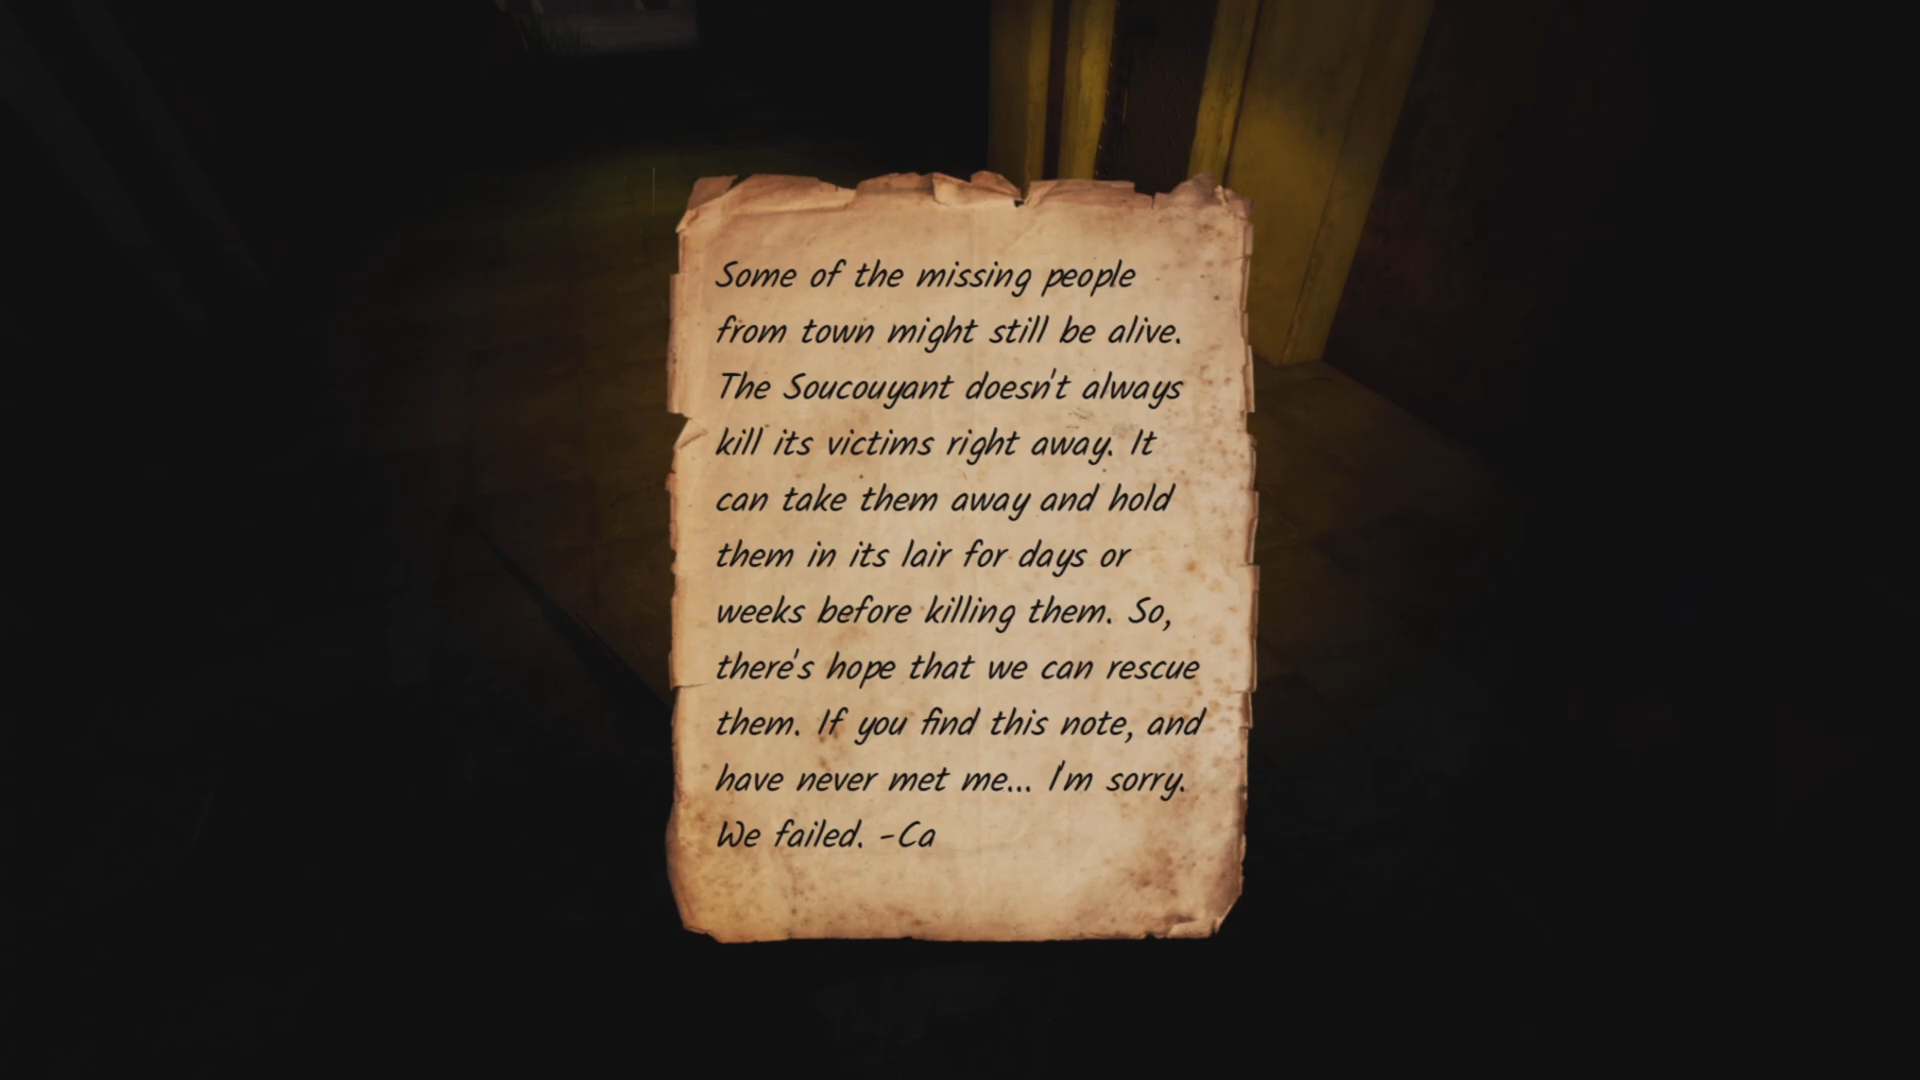 Some of the missing people
from town might still be alive.
The Soucouyant doesn't always
kill its victims right away. It
can take them away and hold
them in its lair for days or
weeks before killing them. So,
there's hope that we can rescue
them. If you find this note, and
have never met me... I'm sorry.
We failed. -Ca